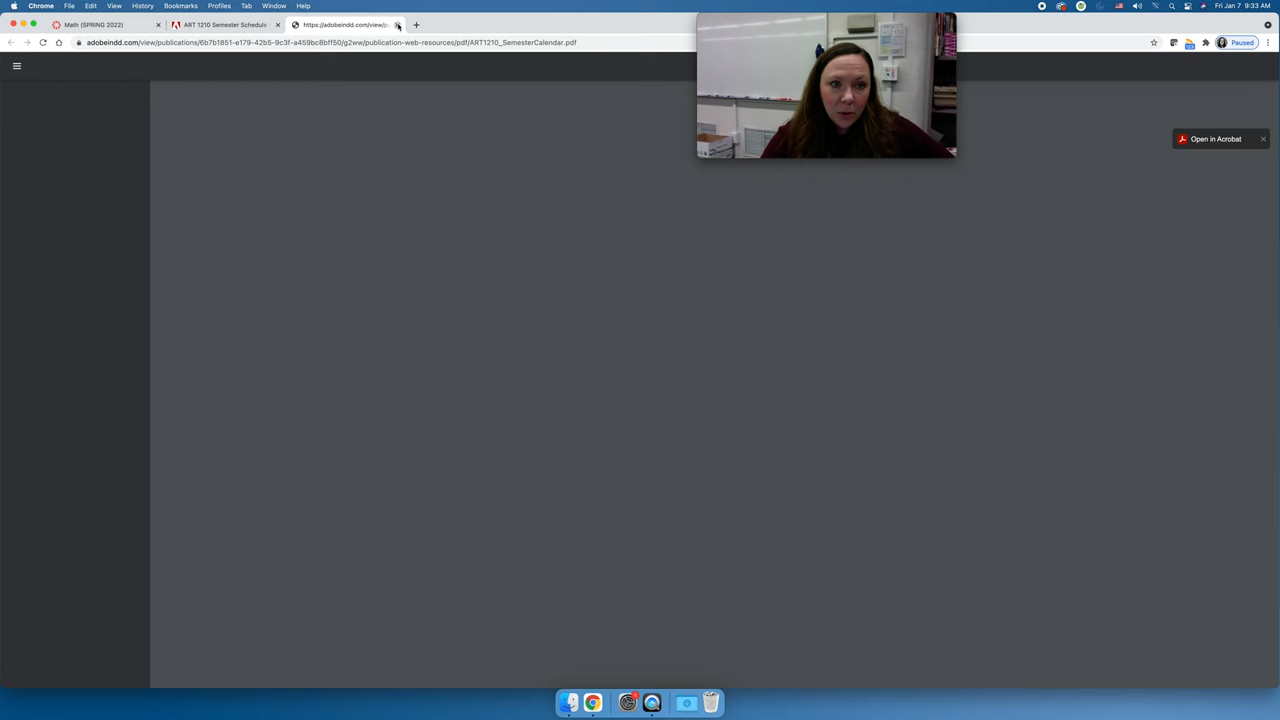 Chrome File Edit View History Bookmarks Profiles Tab Window Help Fri Jan 7 9:33 AM
Math (SPRING 2022) ART 1210 Semester Schedule https://adobeindd.com/view/p
adobeindd.com/view/publications/6b7b1851-e179-42b5-9c3f-a459bc8bff50/g2ww/publication-web-resources/pdf/ART1210_SemesterCalendar.pdf Paused
Open in Acrobat